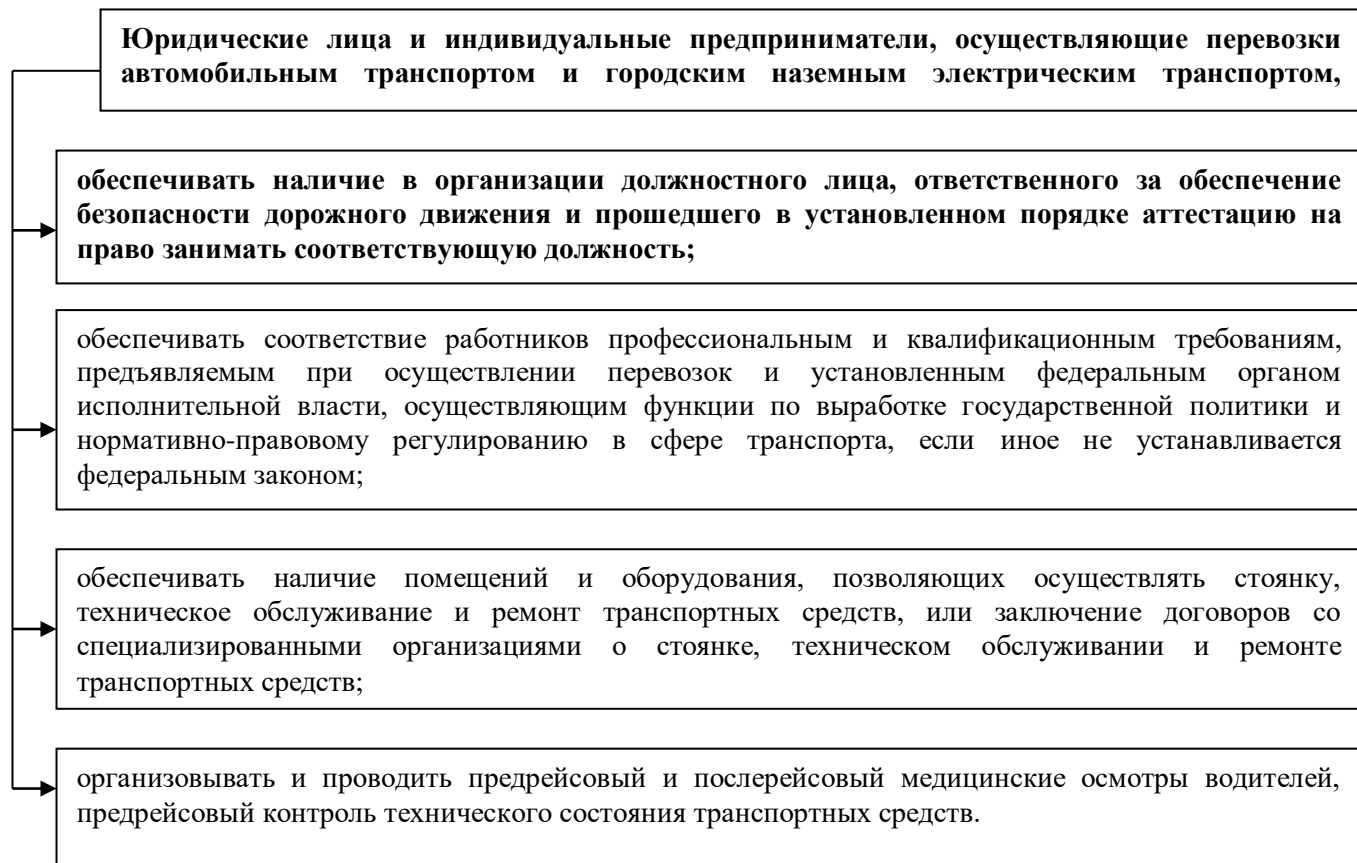 Юридические лица и индивидуальные предприниматели, осуществляющие перевозки
автомобильным транспортом и городским наземным электрическим транспортом,
обеспечивать наличие в организации должностного лица, ответственного за обеспечение
безопасности дорожного движения и прошедшего в установленном порядке аттестацию на
право занимать соответствующую должность;
обеспечивать соответствие работников профессиональным и квалификационным требованиям,
предъявляемым при осуществлении перевозок и установленным федеральным органом
исполнительной власти, осуществляющим функции по выработке государственной политики и
нормативно-правовому регулированию в сфере транспорта, если иное не устанавливается
федеральным законом;
обеспечивать наличие помещений и оборудования, позволяющих осуществлять стоянку,
техническое обслуживание и ремонт транспортных средств, или заключение договоров со
специализированными организациями о стоянке, техническом обслуживании и ремонте
транспортных средств;
организовывать и проводить предрейсовый и послерейсовый медицинские осмотры водителей,
предрейсовый контроль технического состояния транспортных средств.